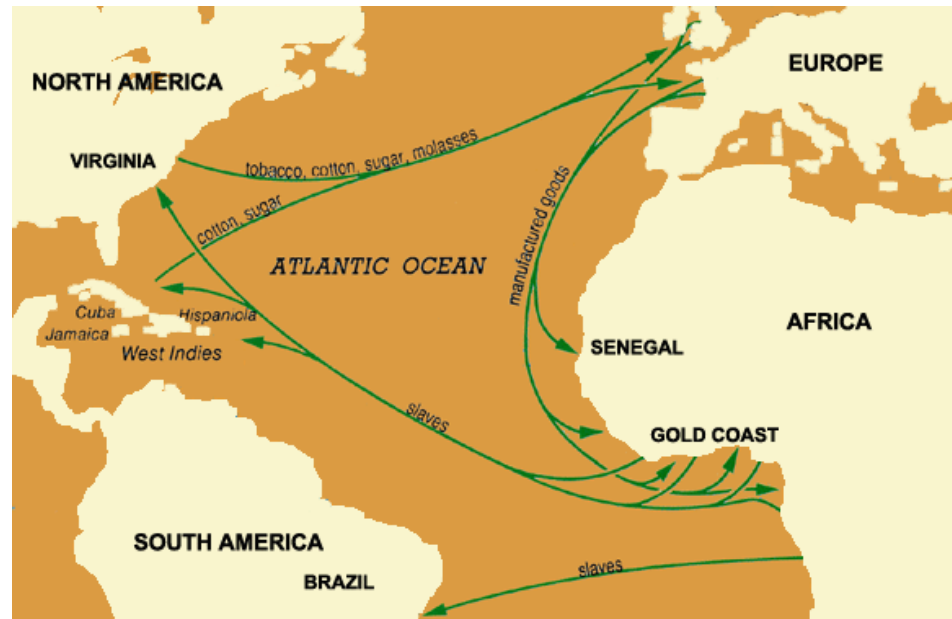 NORTH AMERICA
EUROPE
VIRGINIA
tobacco, cotton, sugar, molasses
cotton, sugar
manufactured goods
ATLANTIC OCEAN
Cuba
Hispaniola
Jamaica
West Indies
AFRICA
SENEGAL
slaves
GOLD COAST
SOUTH AMERICA
BRAZIL
slaves